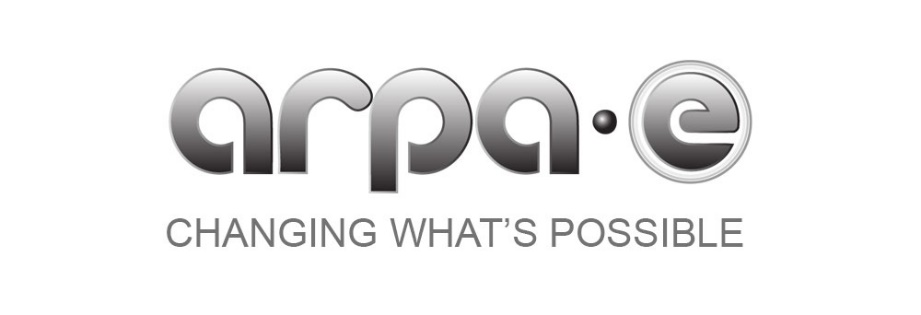 arpa·e
CHANGING WHAT'S POSSIBLE